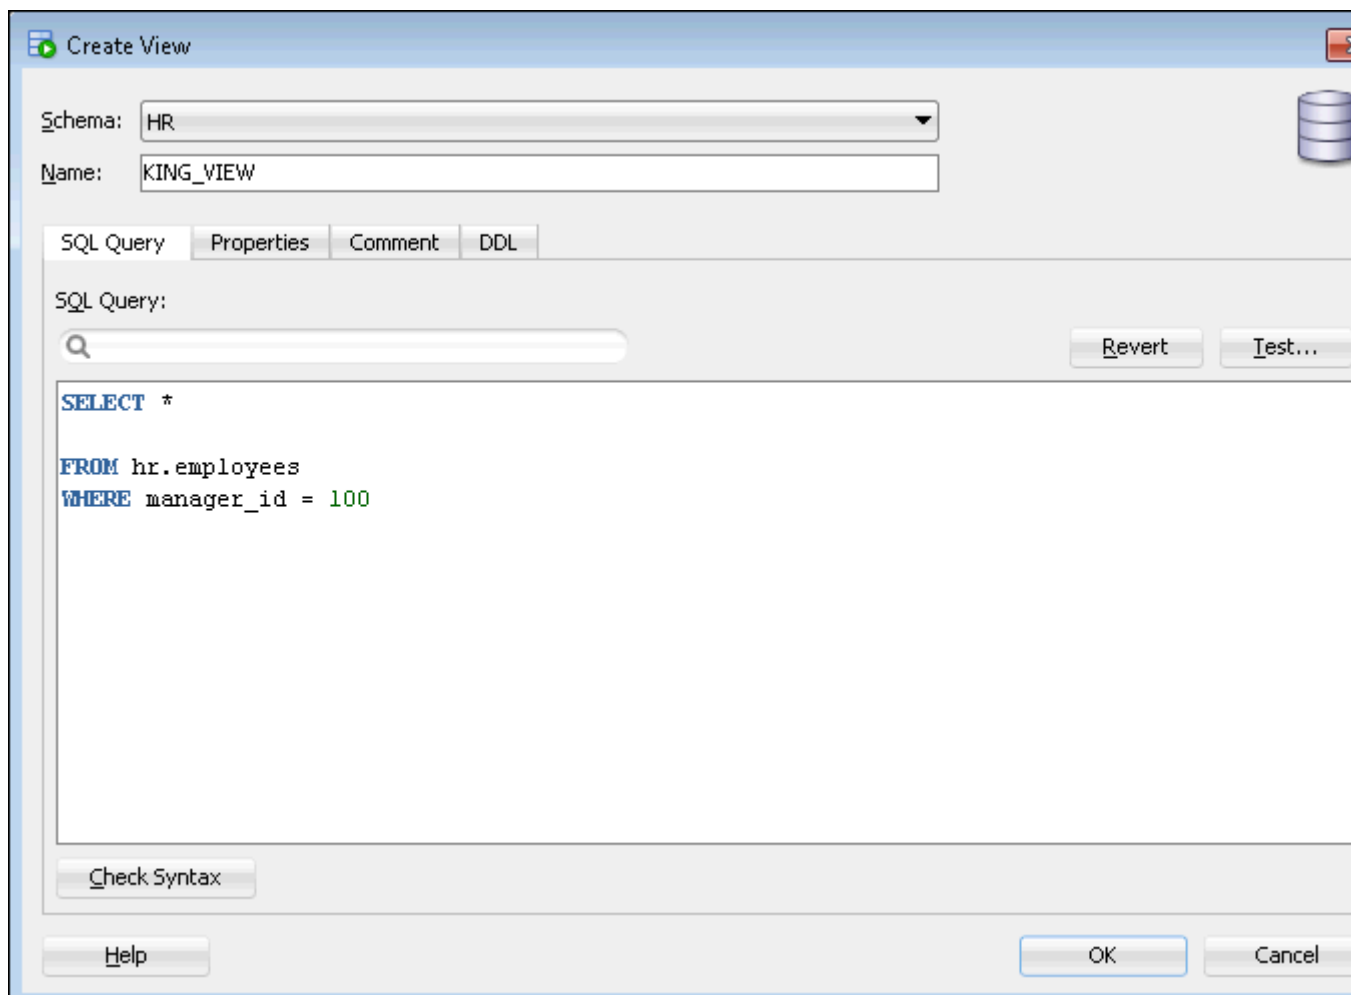 Create View
Schema: HR
Name: KING_VIEW
SQL Query Properties Comment DDL
SQL Query:
Revert Test...
SELECT *
FROM hr.employees
WHERE manager_id = 100
Check Syntax
Help OK Cancel